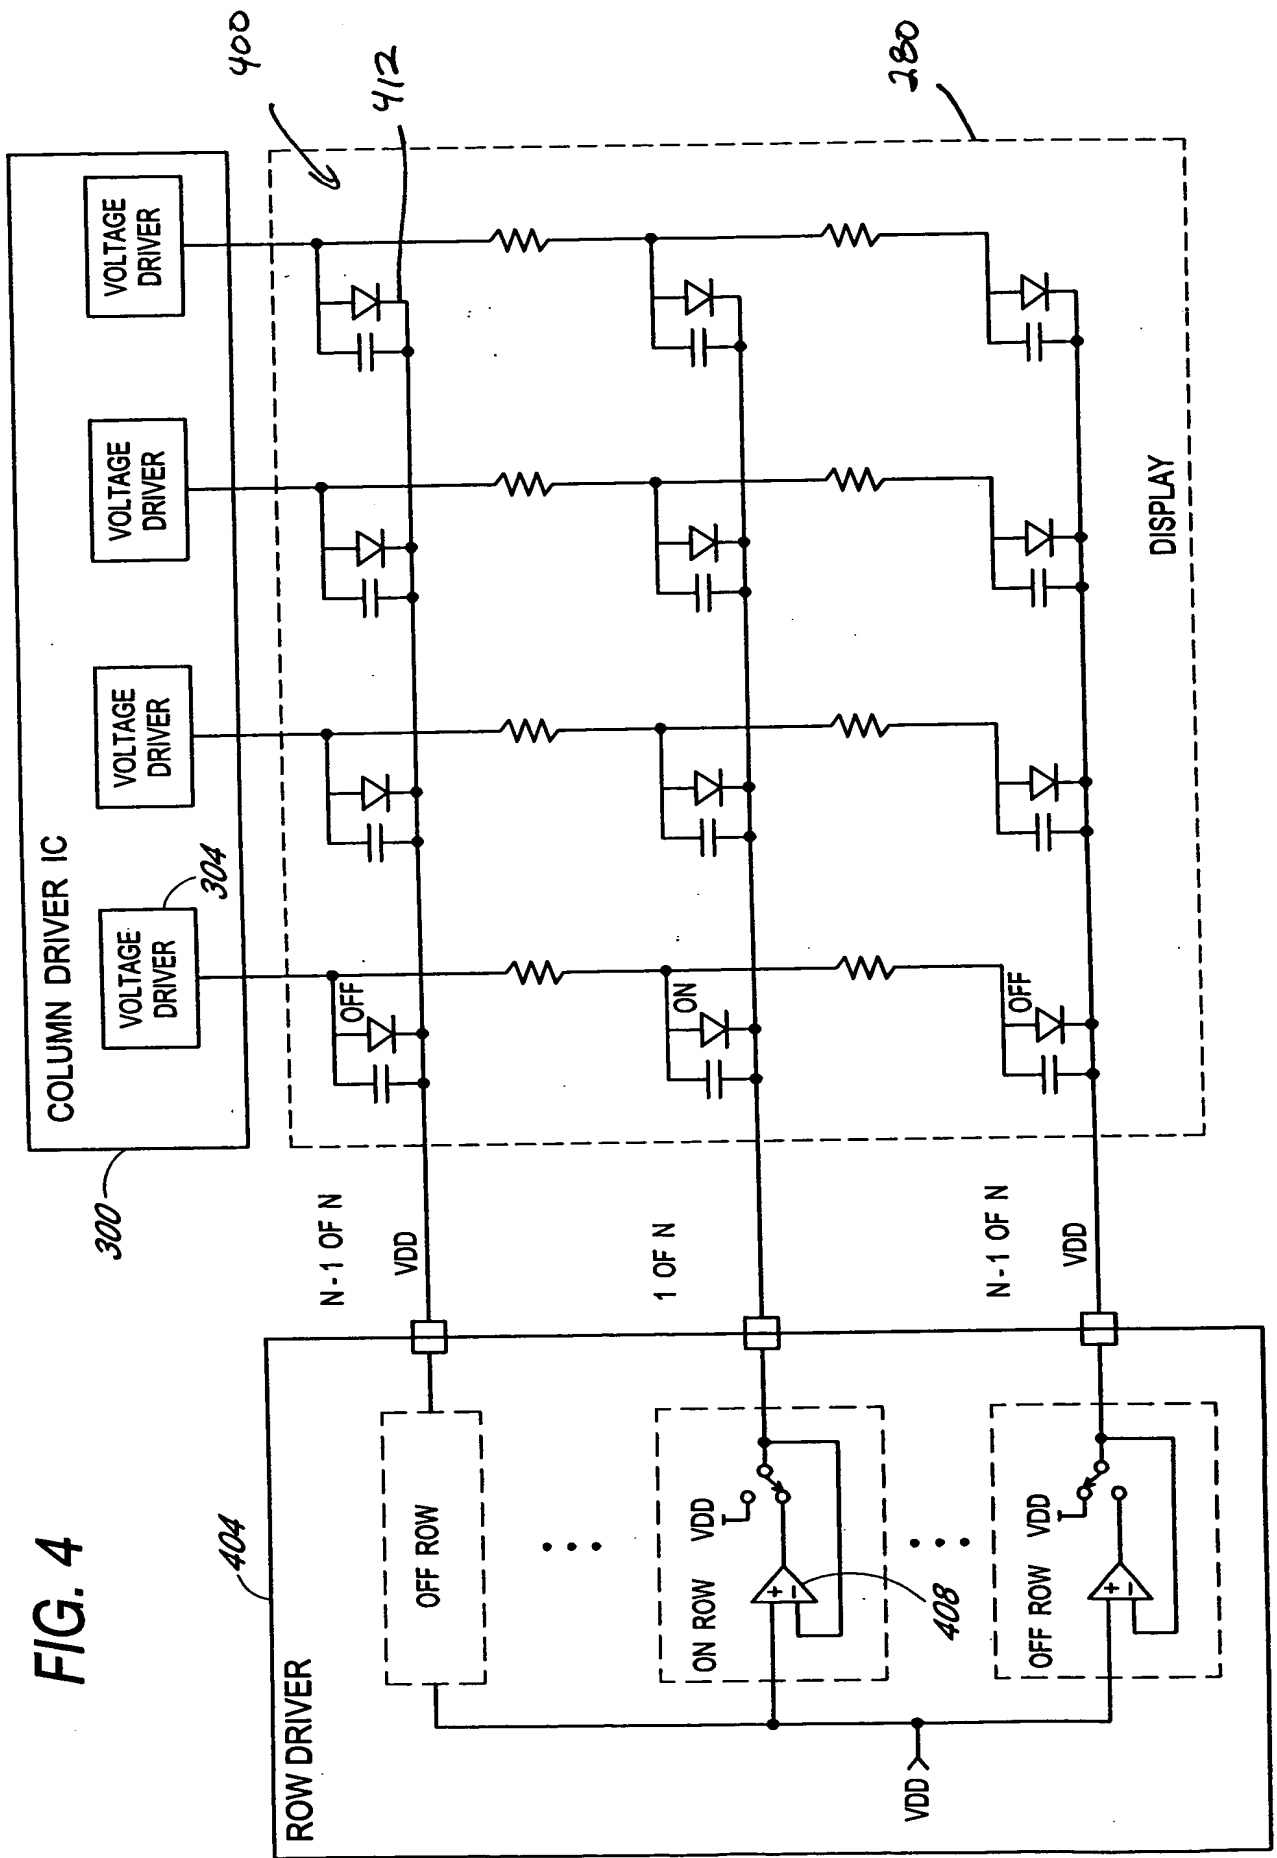 FIG. 4
400
412
280
300
COLUMN DRIVER IC
VOLTAGE
DRIVER
304
VOLTAGE
DRIVER
VOLTAGE
DRIVER
VOLTAGE
DRIVER
OFF
ON
OFF
DISPLAY
N-1 OF N
VDD
1 OF N
N-1 OF N
VDD
404
ROW DRIVER
OFF ROW
ON ROW
VDD
+
–
408
OFF ROW
VDD
+
–
VDD